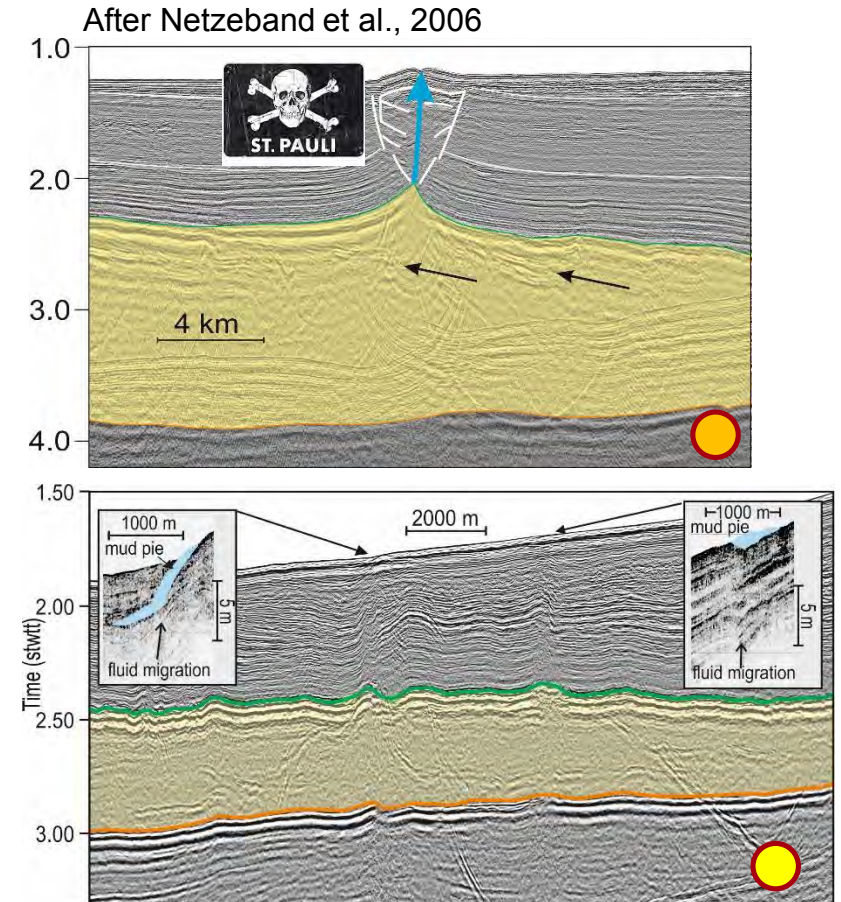 After Netzeband et al., 2006
1.0
ST. PAULI
2.0
3.0
4 km
4.0
1.50
1000 m
mud pie
5 m
fluid migration
2000 m
1000 m
mud pie
5 m
fluid migration
2.00
Time (stwtt)
2.50
3.00